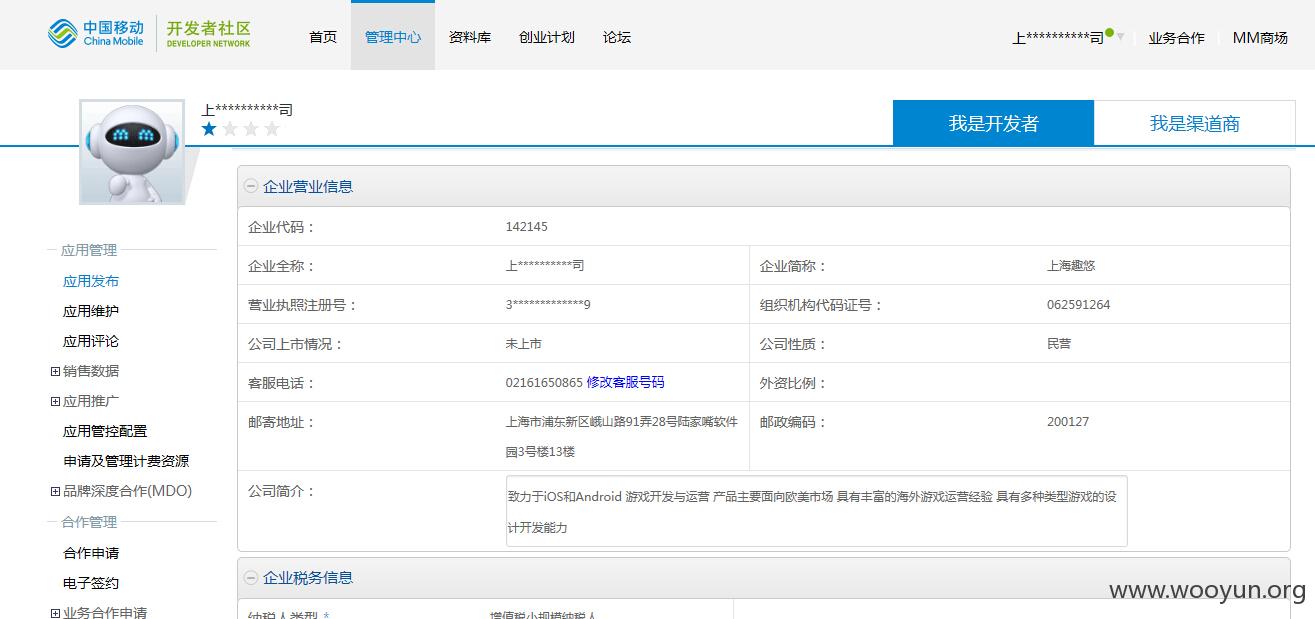 中国移动 China Mobile 开发者社区 DEVELOPER NETWORK
首页 管理中心 资料库 创业计划 论坛 上**********司 业务合作 MM商场
上**********司
我是开发者 我是渠道商
应用管理
应用发布
应用维护
应用评论
销售数据
应用推广
应用管控配置
申请及管理计费资源
品牌深度合作(MDO)
合作管理
合作申请
电子签约
业务合作申请
企业营业信息
企业代码： 142145
企业全称： 上**********司 企业简称： 上海趣悠
营业执照注册号： 3*************9 组织机构代码证号： 062591264
公司上市情况： 未上市 公司性质： 民营
客服电话： 02161650865 修改客服号码 外资比例：
邮寄地址： 上海市浦东新区峨山路91弄28号陆家嘴软件
园3号楼13楼 邮政编码： 200127
公司简介： 致力于iOS和Android 游戏开发与运营 产品主要面向欧美市场 具有丰富的海外游戏运营经验 具有多种类型游戏的设
计开发能力
企业税务信息
纳税人类型 * 增值税小规模纳税人
www.wooyun.org